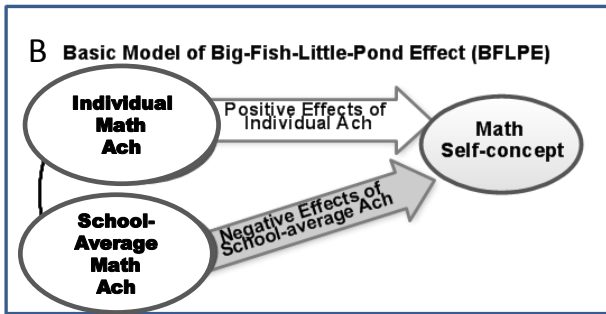 B Basic Model of Big-Fish-Little-Pond Effect (BFLPE)
Individual
Math
Ach
Positive Effects of
Individual Ach
Math
Self-concept
School-
Average
Math
Ach
Negative Effects of
School-average Ach